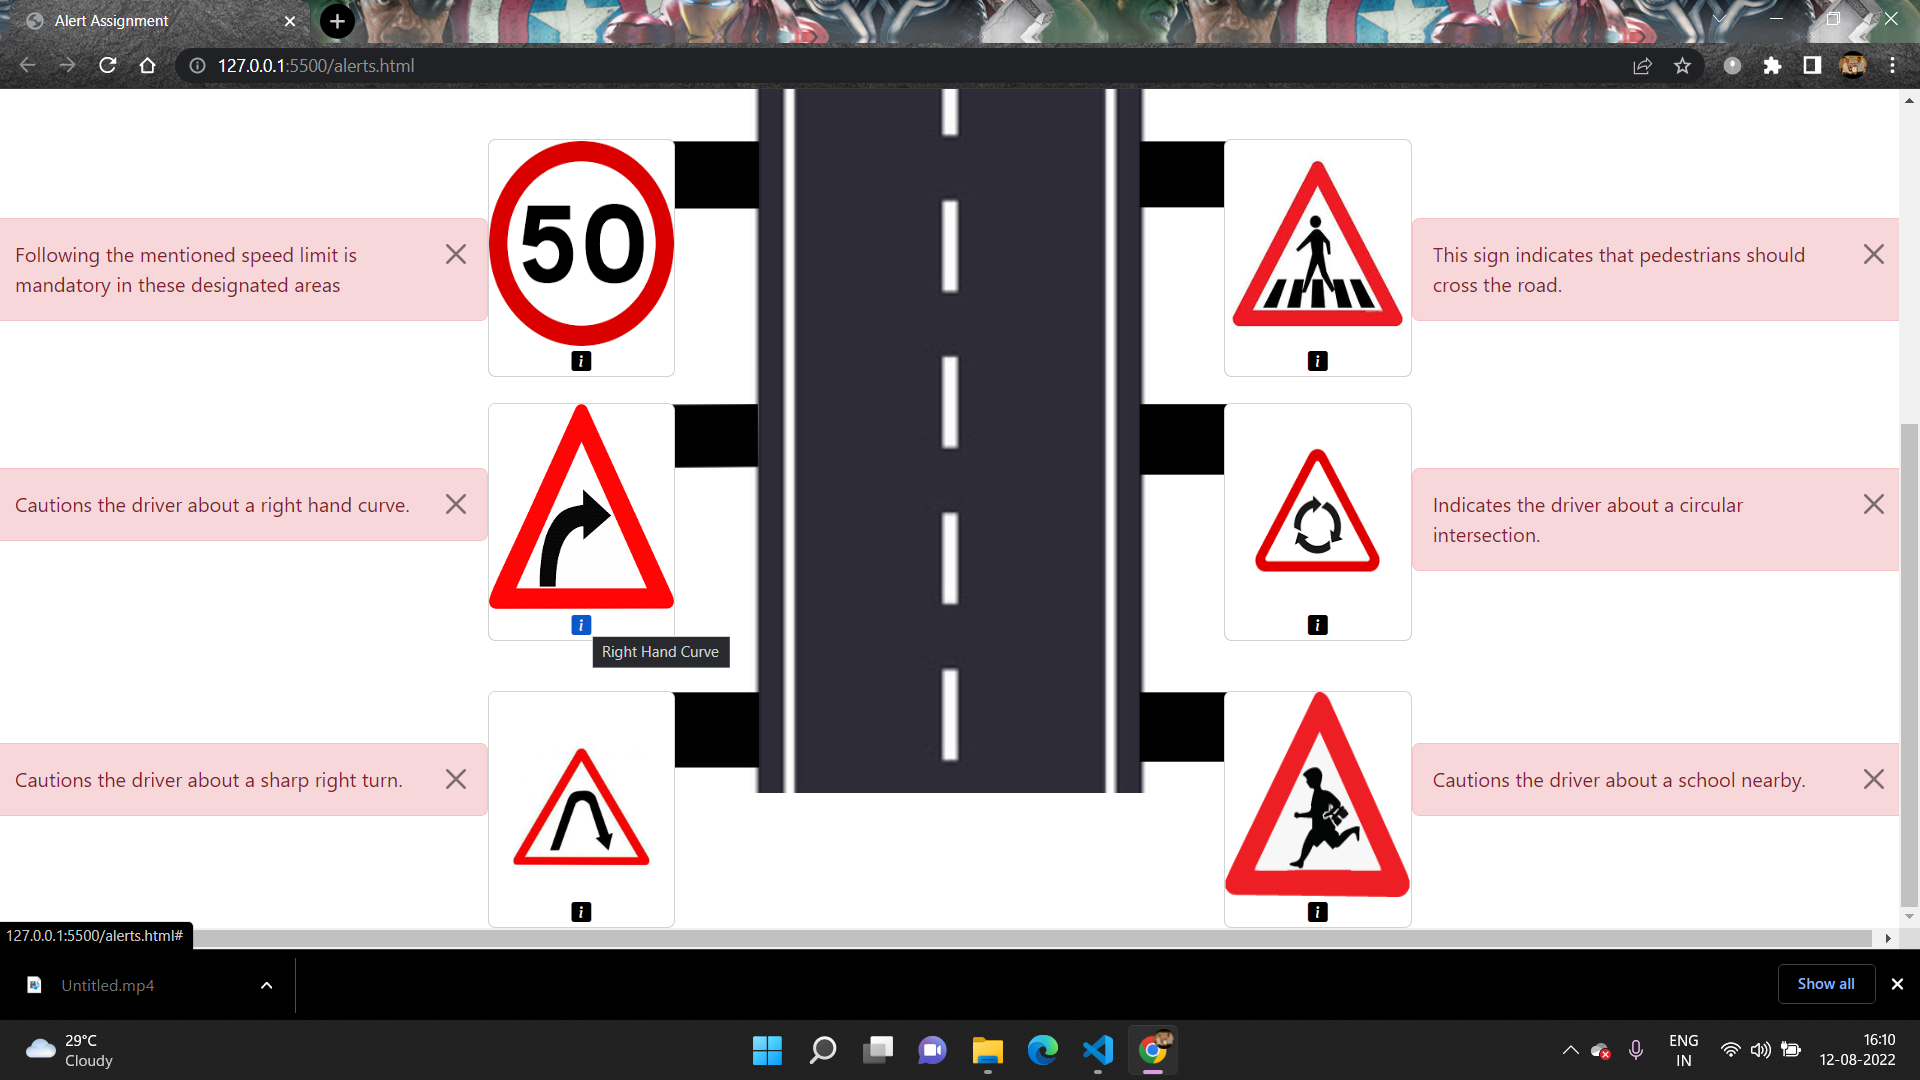 Alert Assignment
127.0.0.1:5500/alerts.html
50
Following the mentioned speed limit is
mandatory in these designated areas
i
This sign indicates that pedestrians should
cross the road.
i
Cautions the driver about a right hand curve.
i
Right Hand Curve
Indicates the driver about a circular
intersection.
i
Cautions the driver about a sharp right turn.
i
Cautions the driver about a school nearby.
i
127.0.0.1:5500/alerts.html#
Untitled.mp4
Show all
29°C
Cloudy
ENG
IN
16:10
12-08-2022